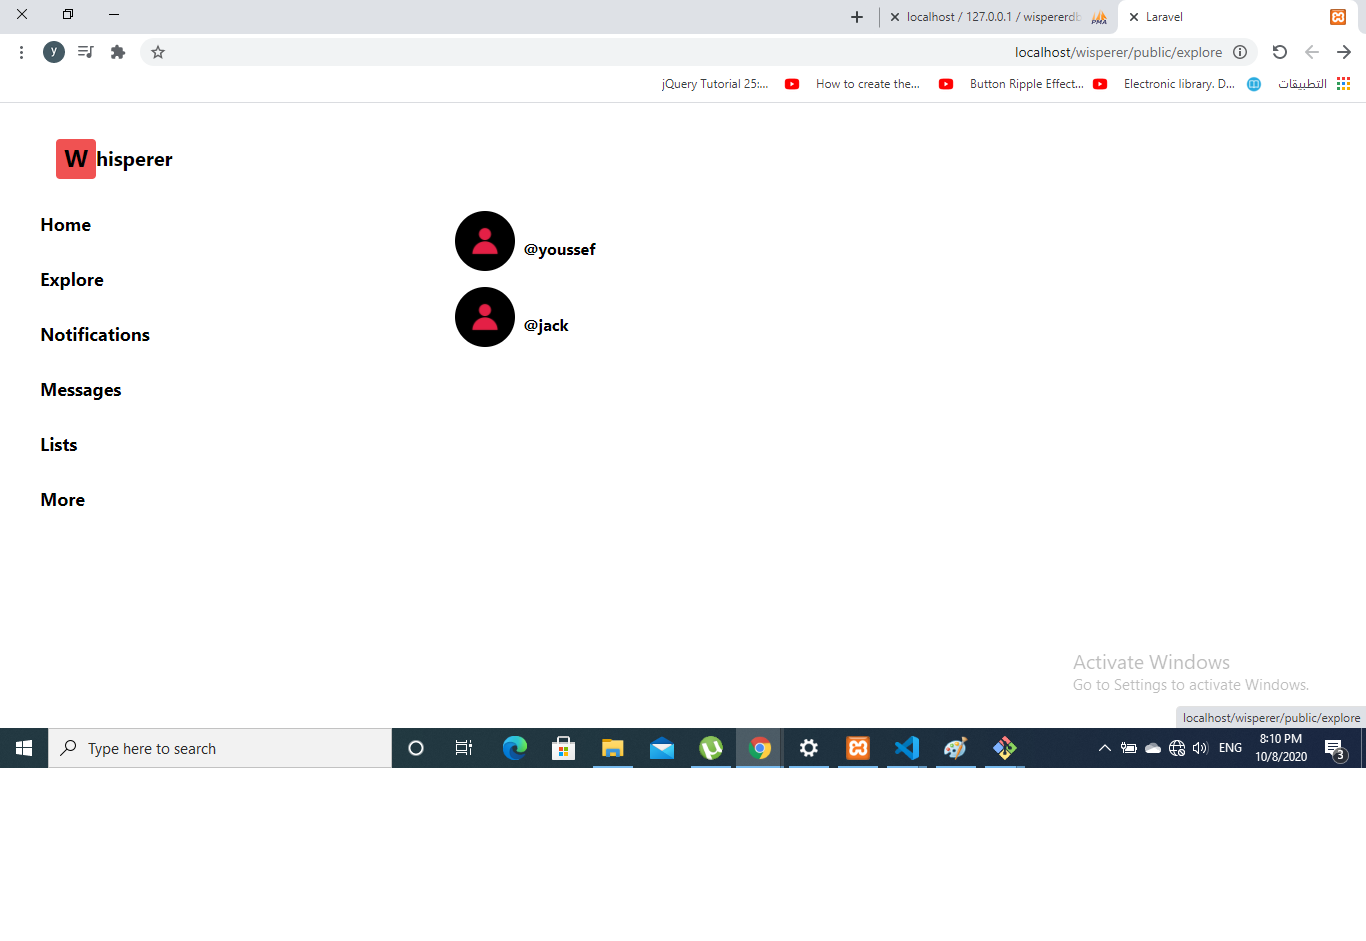 localhost / 127.0.0.1 / wispererdb
PMA
Laravel
y
localhost/wisperer/public/explore
jQuery Tutorial 25:...
How to create the...
Button Ripple Effect...
Electronic library. D...
التطبيقات
Whisperer
Home
Explore
Notifications
Messages
Lists
More
@youssef
@jack
Activate Windows
Go to Settings to activate Windows.
localhost/wisperer/public/explore
Type here to search
ENG
8:10 PM
10/8/2020
3